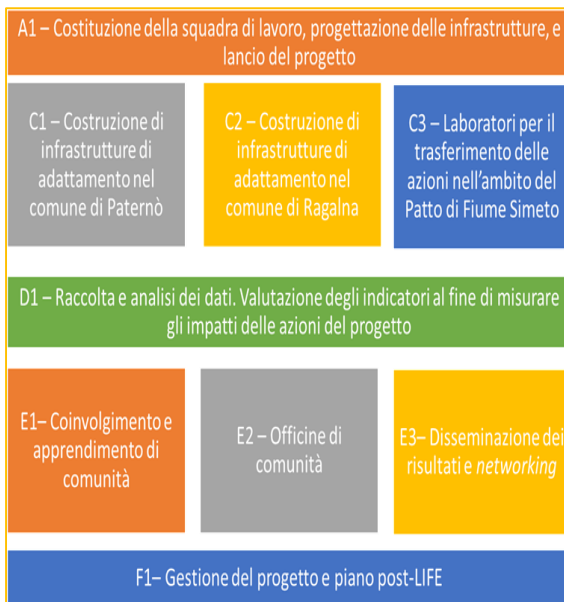 A1 – Costituzione della squadra di lavoro, progettazione delle infrastrutture, e
lancio del progetto
C1 – Costruzione di
infrastrutture di
adattamento nel
comune di Paternò
C2 – Costruzione di
infrastrutture di
adattamento nel
comune di Ragalna
C3 – Laboratori per il
trasferimento delle
azioni nell’ambito del
Patto di Fiume Simeto
D1 – Raccolta e analisi dei dati. Valutazione degli indicatori al fine di misurare
gli impatti delle azioni del progetto
E1– Coinvolgimento e
apprendimento di
comunità
E2 – Officine di
comunità
E3– Disseminazione dei
risultati e networking
F1– Gestione del progetto e piano post-LIFE